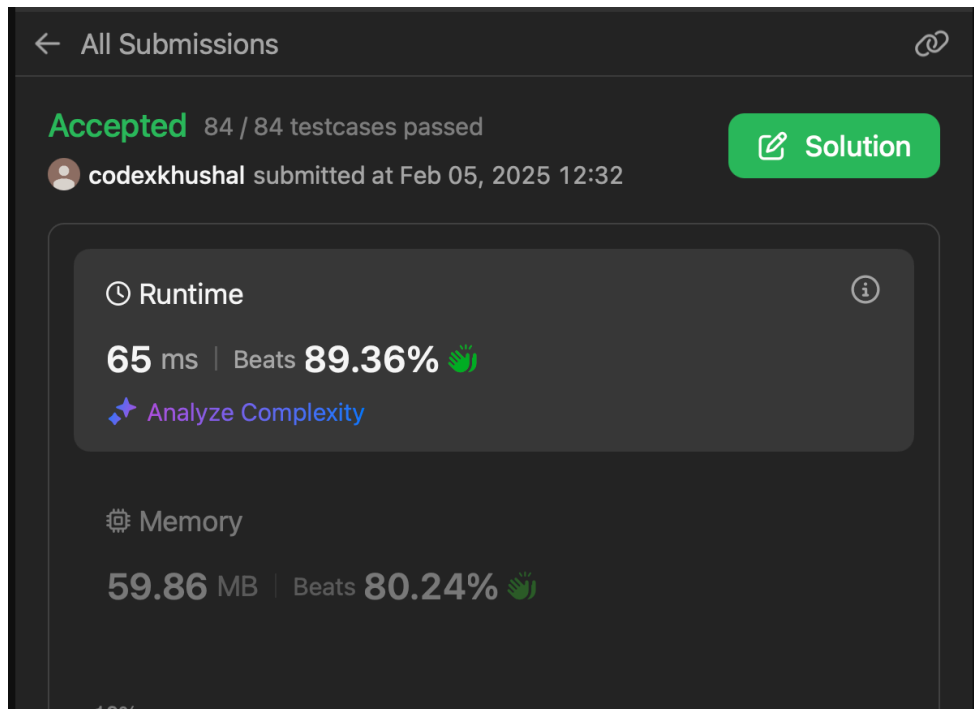 All Submissions
Accepted 84 / 84 testcases passed
Solution
codexkhushal submitted at Feb 05, 2025 12:32
Runtime
65 ms | Beats 89.36%
Analyze Complexity
Memory
59.86 MB | Beats 80.24%